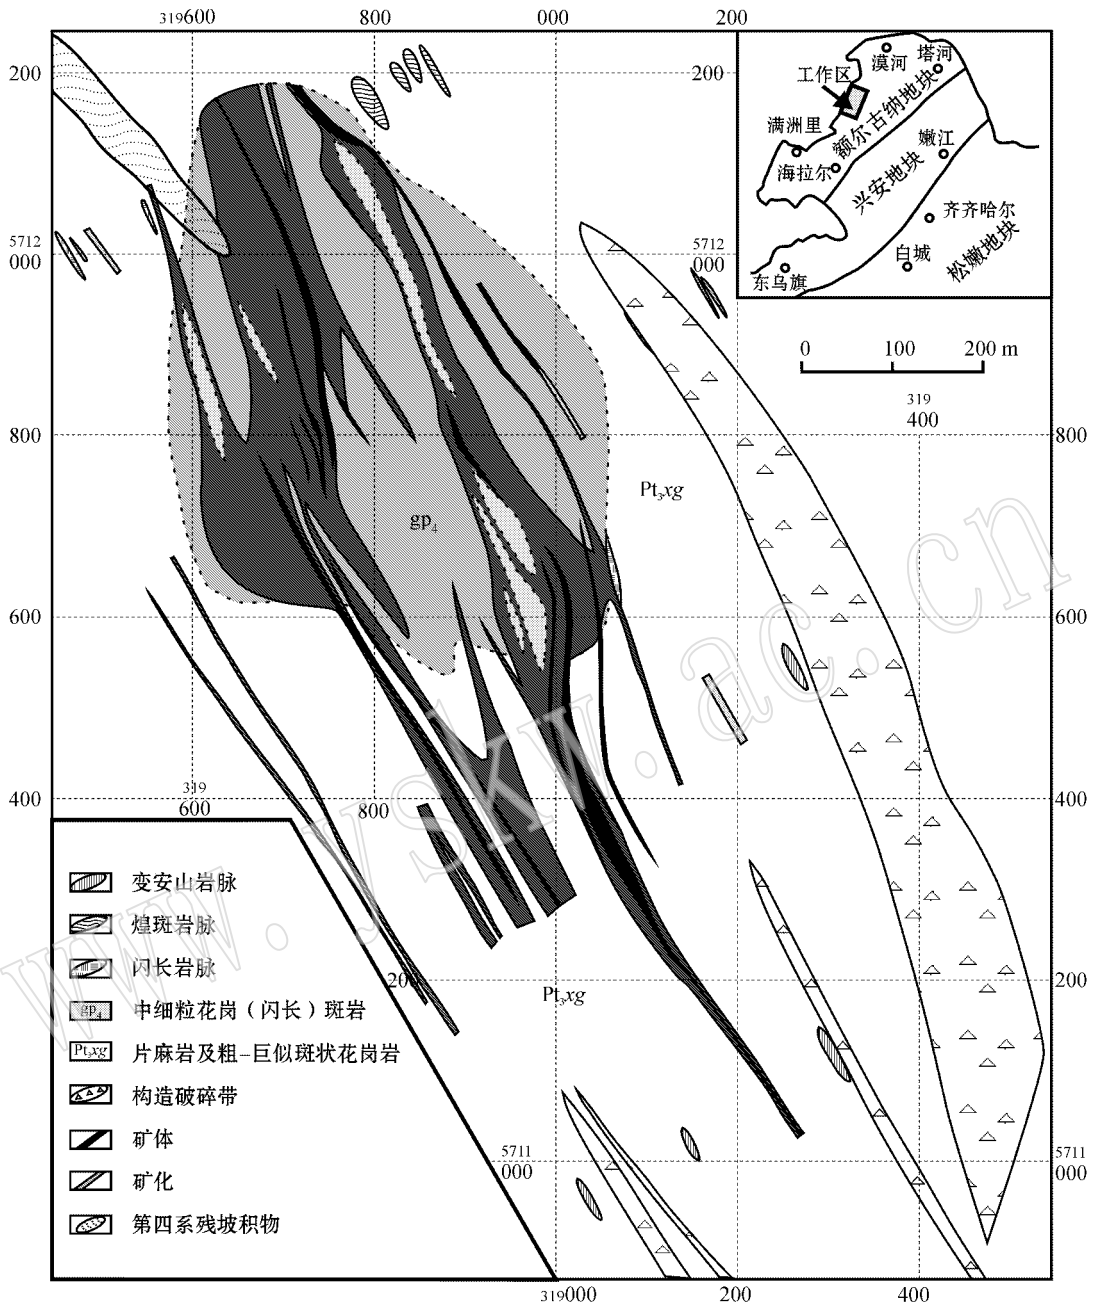 319600 800 000 200
200 200
漠河 塔河
工作区
额尔古纳地块
满洲里
嫩江
海拉尔
兴安地块
齐齐哈尔
白城
松嫩地块
东乌旗
5712
000
5712
000
0 100 200 m
319
400
800 800
Pt3xg
gp4
600 600
319
600 800
400 400
变安山岩脉
煌斑岩脉
闪长岩脉
gp4 中细粒花岗(闪长)斑岩
Pt3xg 片麻岩及粗-巨似斑状花岗岩
构造破碎带
矿体
矿化
第四系残坡积物
200 200
Pt3xg
5711
000
5711
000
319000 200 400
www.yskw.ac.cn